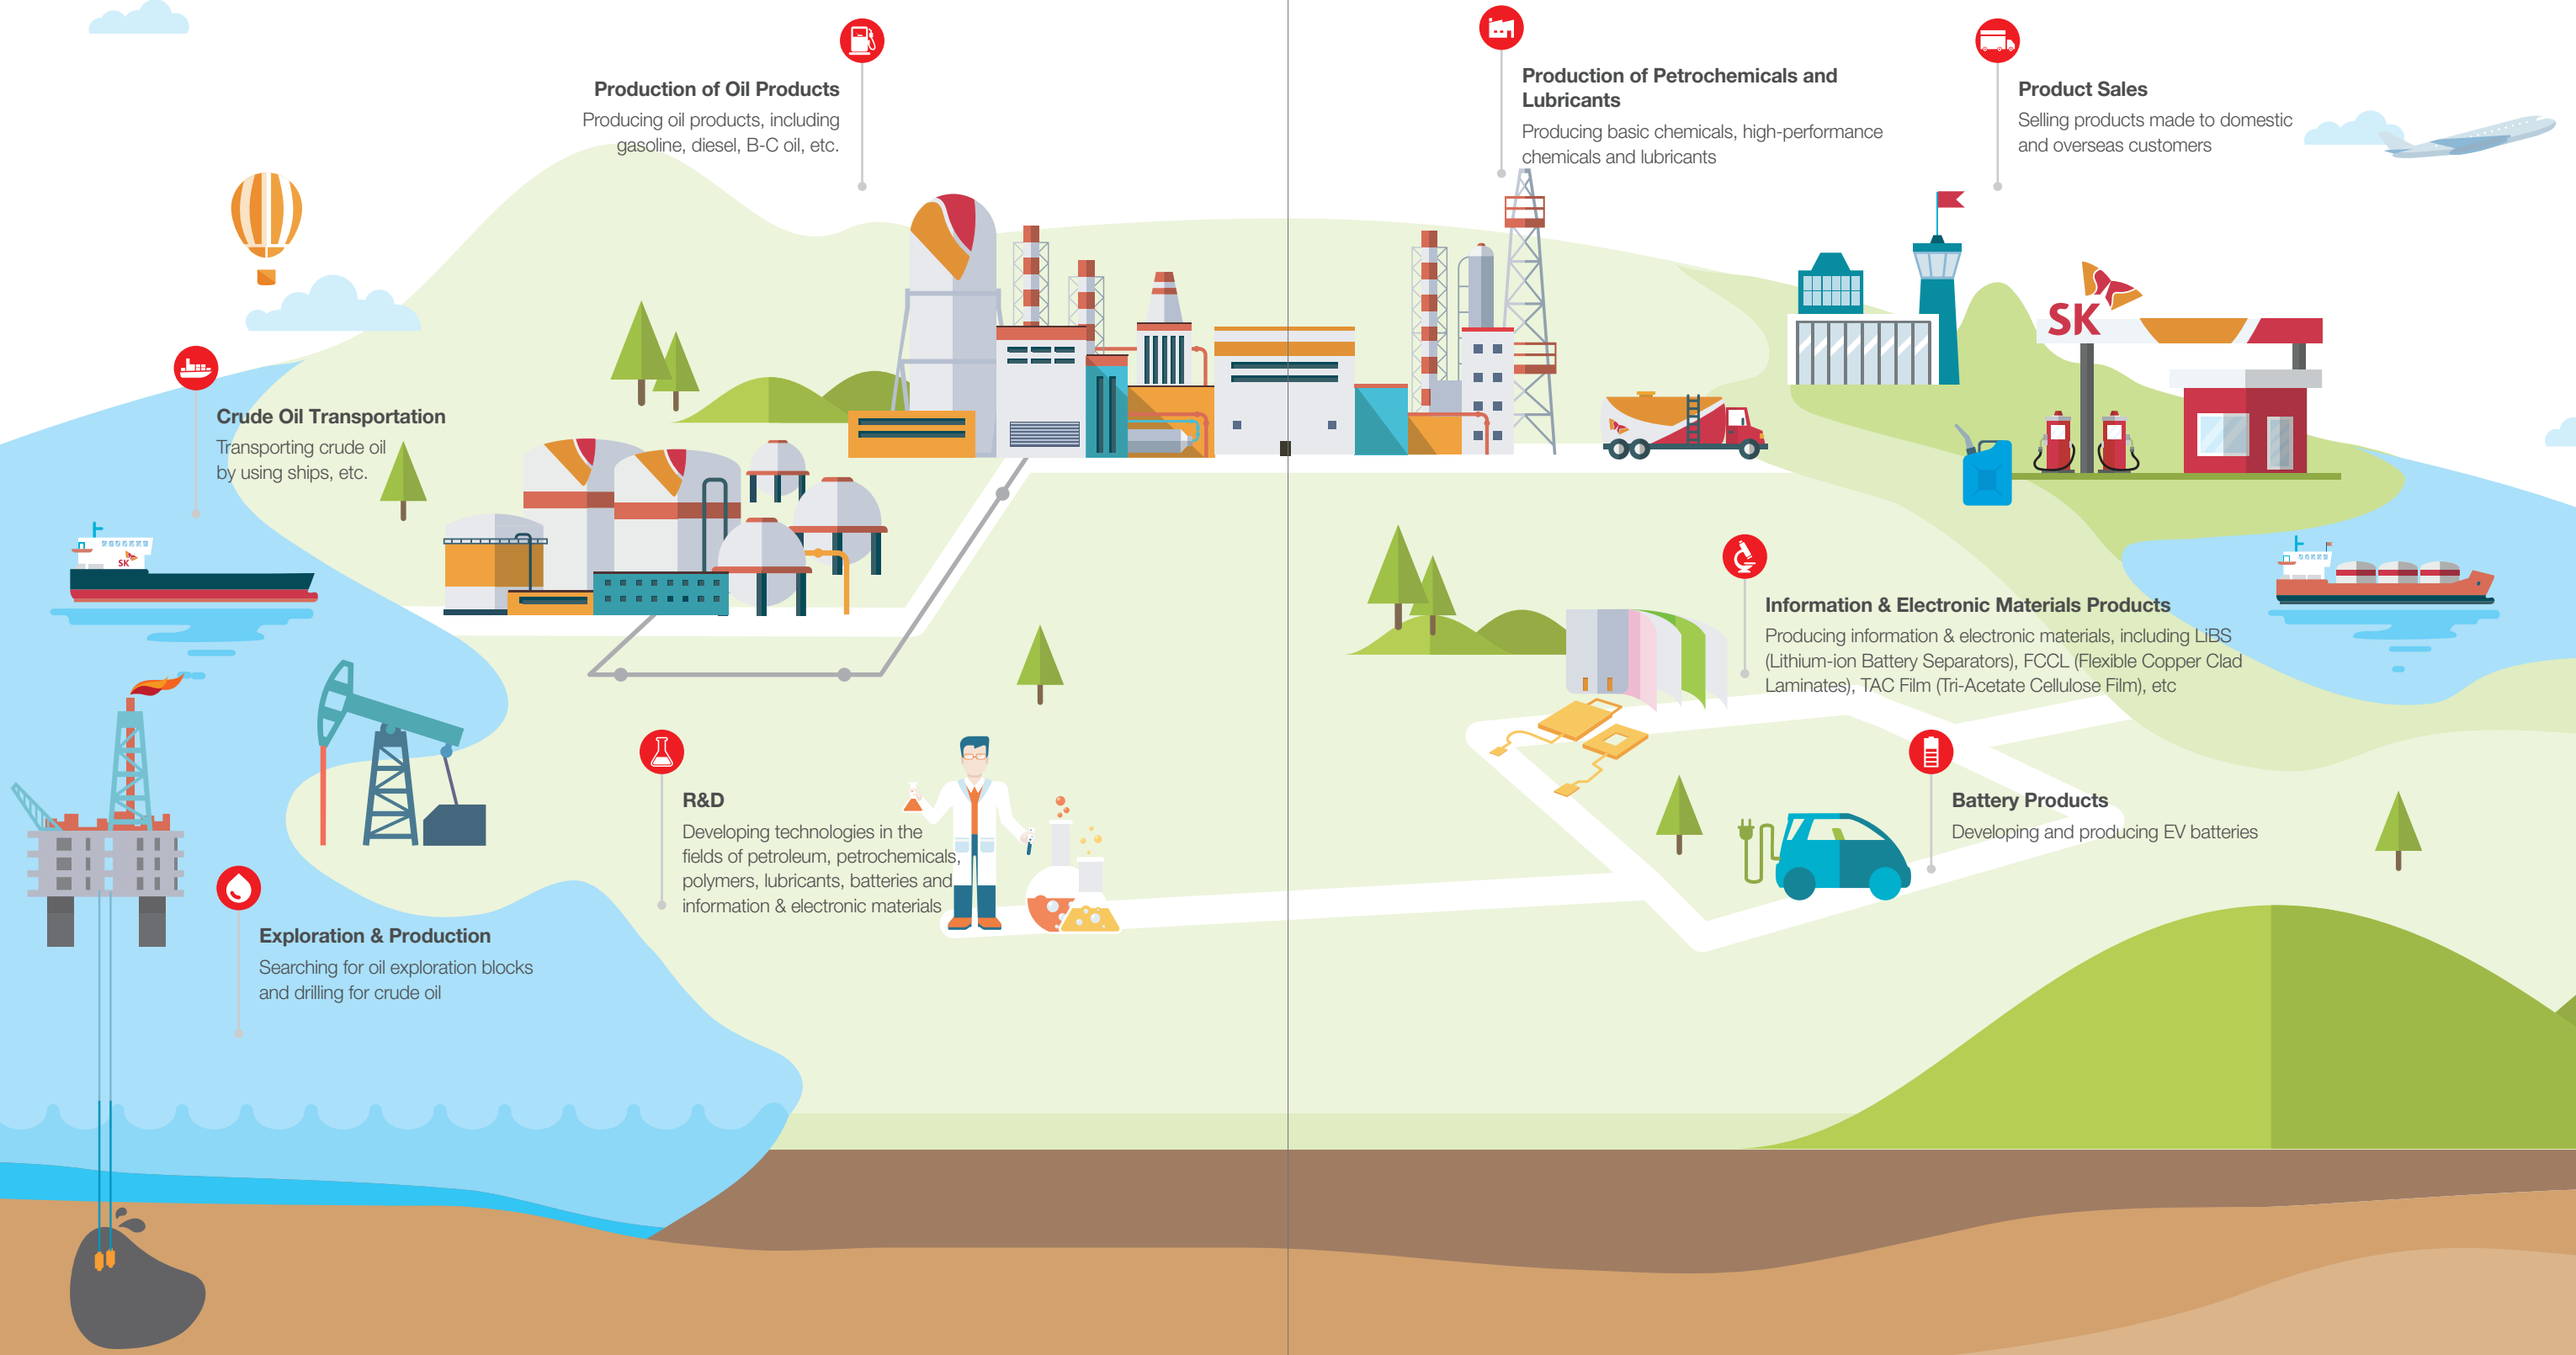 Production of Oil Products
Producing oil products, including
gasoline, diesel, B-C oil, etc.
Production of Petrochemicals and
Lubricants
Producing basic chemicals, high-performance
chemicals and lubricants
Product Sales
Selling products made to domestic
and overseas customers
SK
Crude Oil Transportation
Transporting crude oil
by using ships, etc.
SK
Information & Electronic Materials Products
Producing information & electronic materials, including LiBS
(Lithium-ion Battery Separators), FCCL (Flexible Copper Clad
Laminates), TAC Film (Tri-Acetate Cellulose Film), etc
R&D
Developing technologies in the
fields of petroleum, petrochemicals,
polymers, lubricants, batteries and
information & electronic materials
Battery Products
Developing and producing EV batteries
Exploration & Production
Searching for oil exploration blocks
and drilling for crude oil